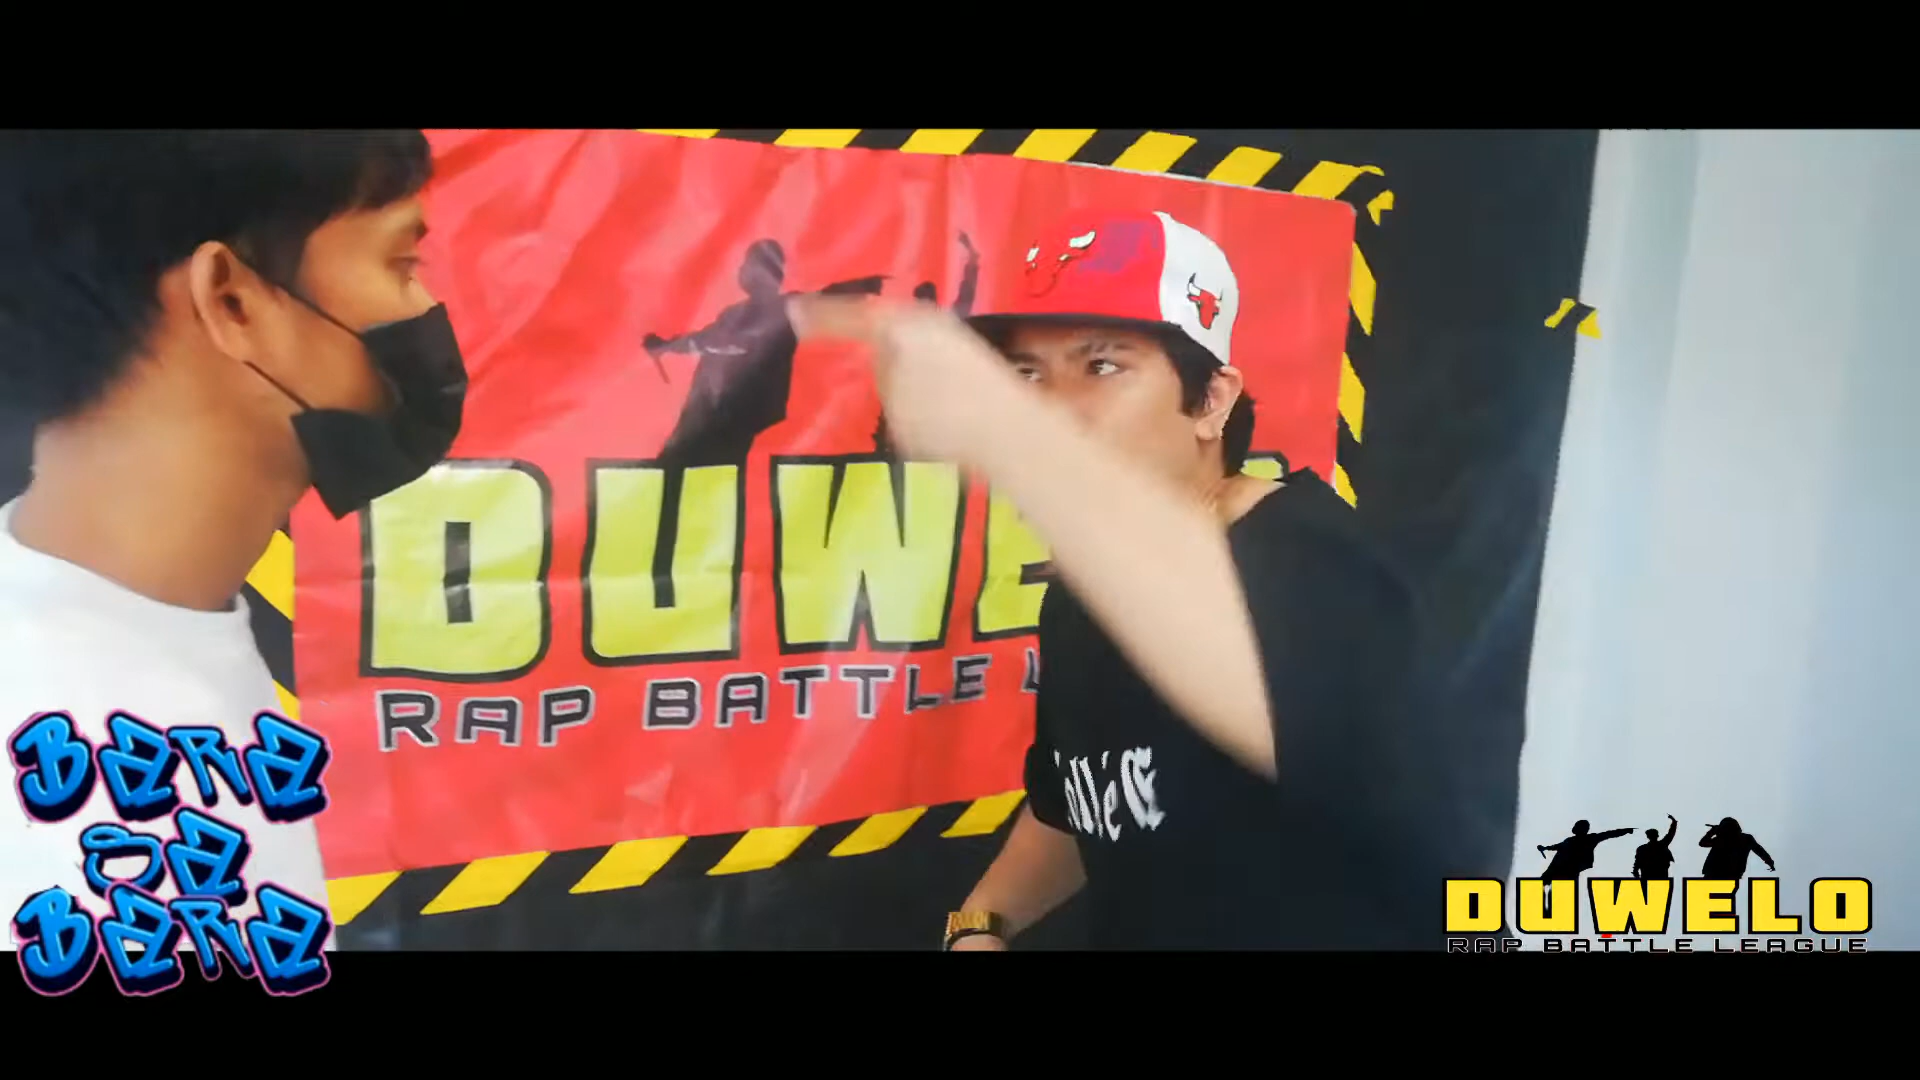 DUWE
RAP BATTLE L
BARA
SA
BARA
DUWELO
RAP BATTLE LEAGUE